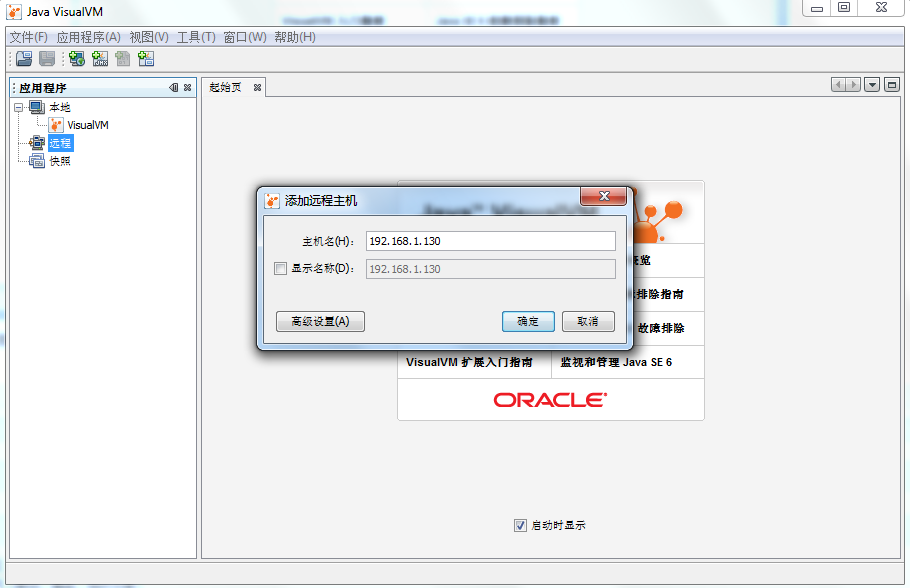 Java VisualVM
文件(F) 应用程序(A) 视图(V) 工具(T) 窗口(W) 帮助(H)
应用程序
本地
VisualVM
远程
快照
起始页
添加远程主机
主机名(H): 192.168.1.130
显示名称(D): 192.168.1.130
高级设置(A) 确定 取消
排除指南
故障排除
VisualVM 扩展入门指南 监视和管理 Java SE 6
ORACLE
启动时显示